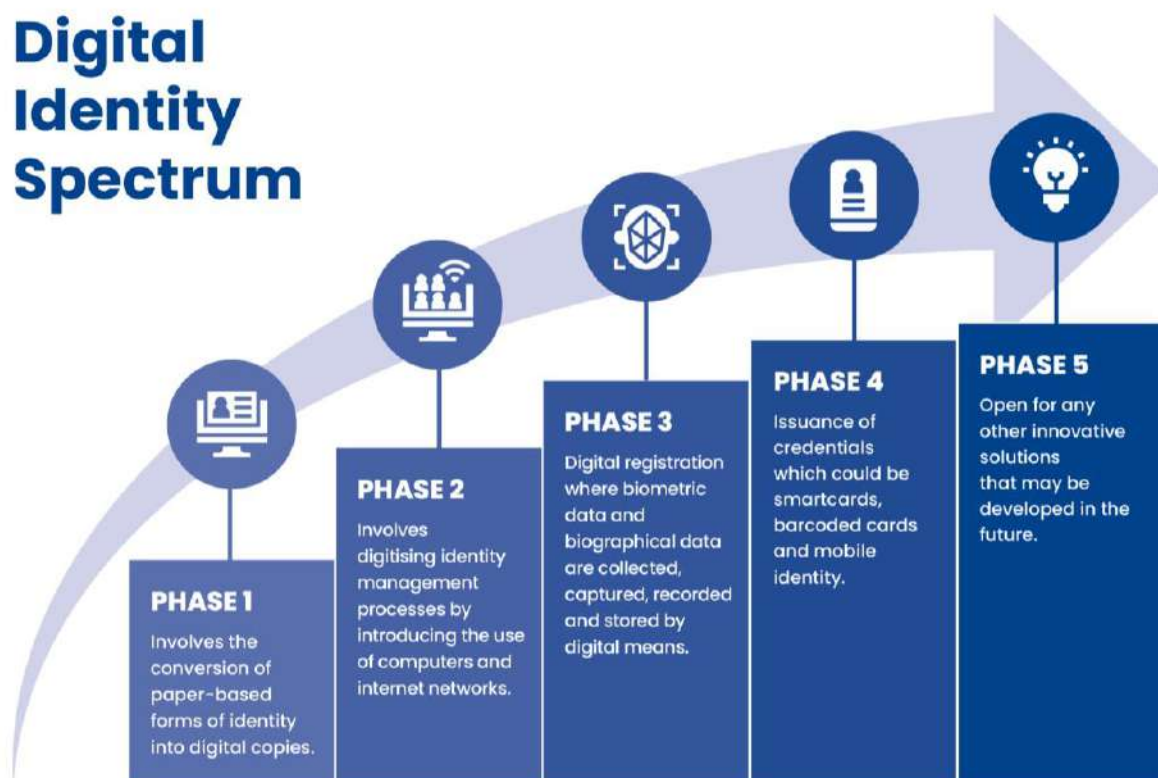 Digital
Identity
Spectrum
PHASE 1
Involves the
conversion of
paper-based
forms of identity
into digital copies.
PHASE 2
Involves
digitising identity
management
processes by
introducing the use
of computers and
internet networks.
PHASE 3
Digital registration
where biometric
data and
biographical data
are collected,
captured, recorded
and stored by
digital means.
PHASE 4
Issuance of
credentials
which could be
smartcards,
barcoded cards
and mobile
identity.
PHASE 5
Open for any
other innovative
solutions
that may be
developed in the
future.